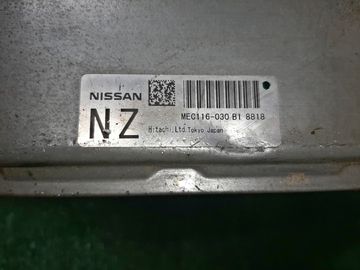 NISSAN
NZ
MEC116-030 B1 8818
Hitachi,Ltd.Tokyo Japan